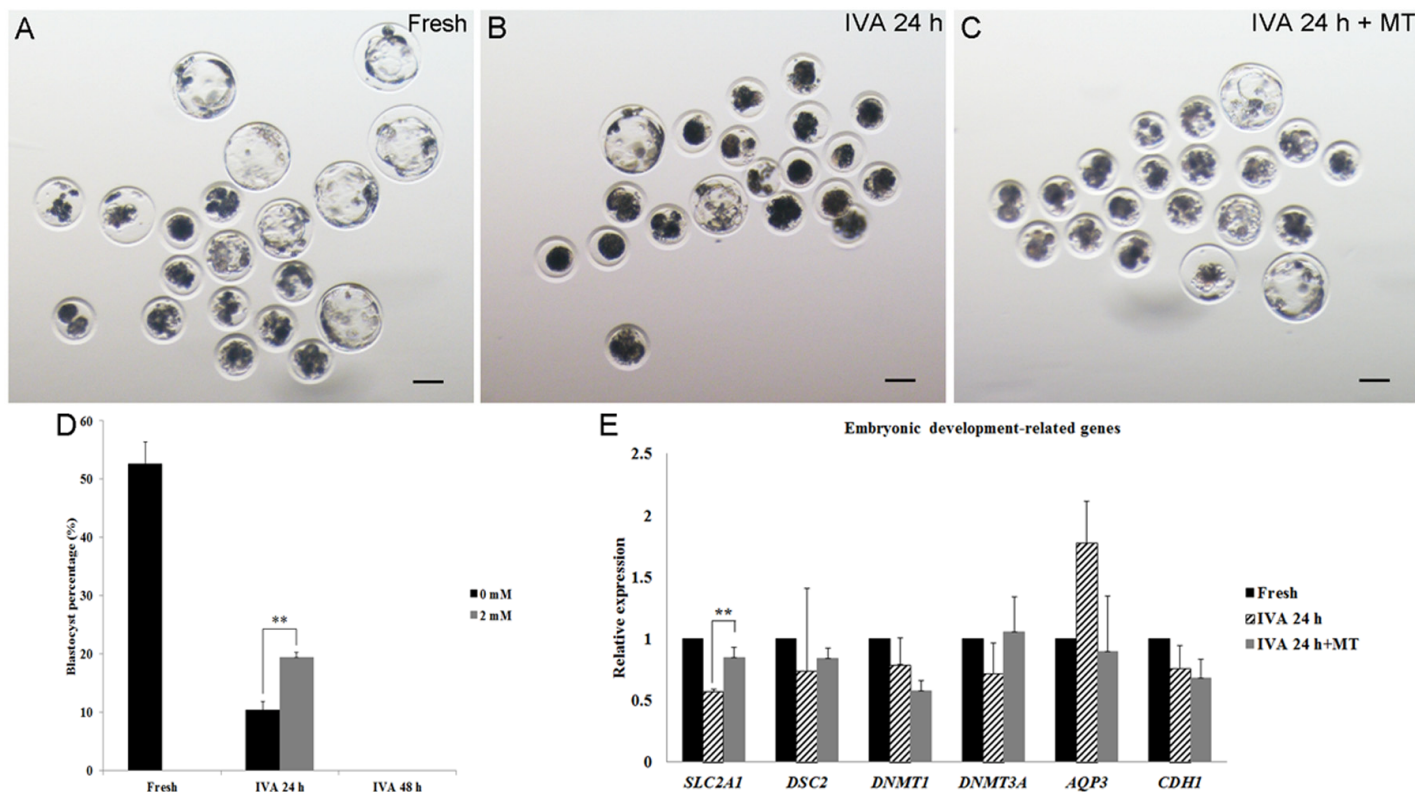 A
Fresh
B
IVA 24 h
C
IVA 24 h + MT
D
Blastocyst percentage (%)
60
50
40
30
20
10
0
**
Fresh
IVA 24 h
IVA 48 h
0 mM
2 mM
E
Embryonic development-related genes
Relative expression
2.5
2
1.5
1
0.5
0
**
SLC2A1
DSC2
DNMT1
DNMT3A
AQP3
CDH1
Fresh
IVA 24 h
IVA 24 h+MT